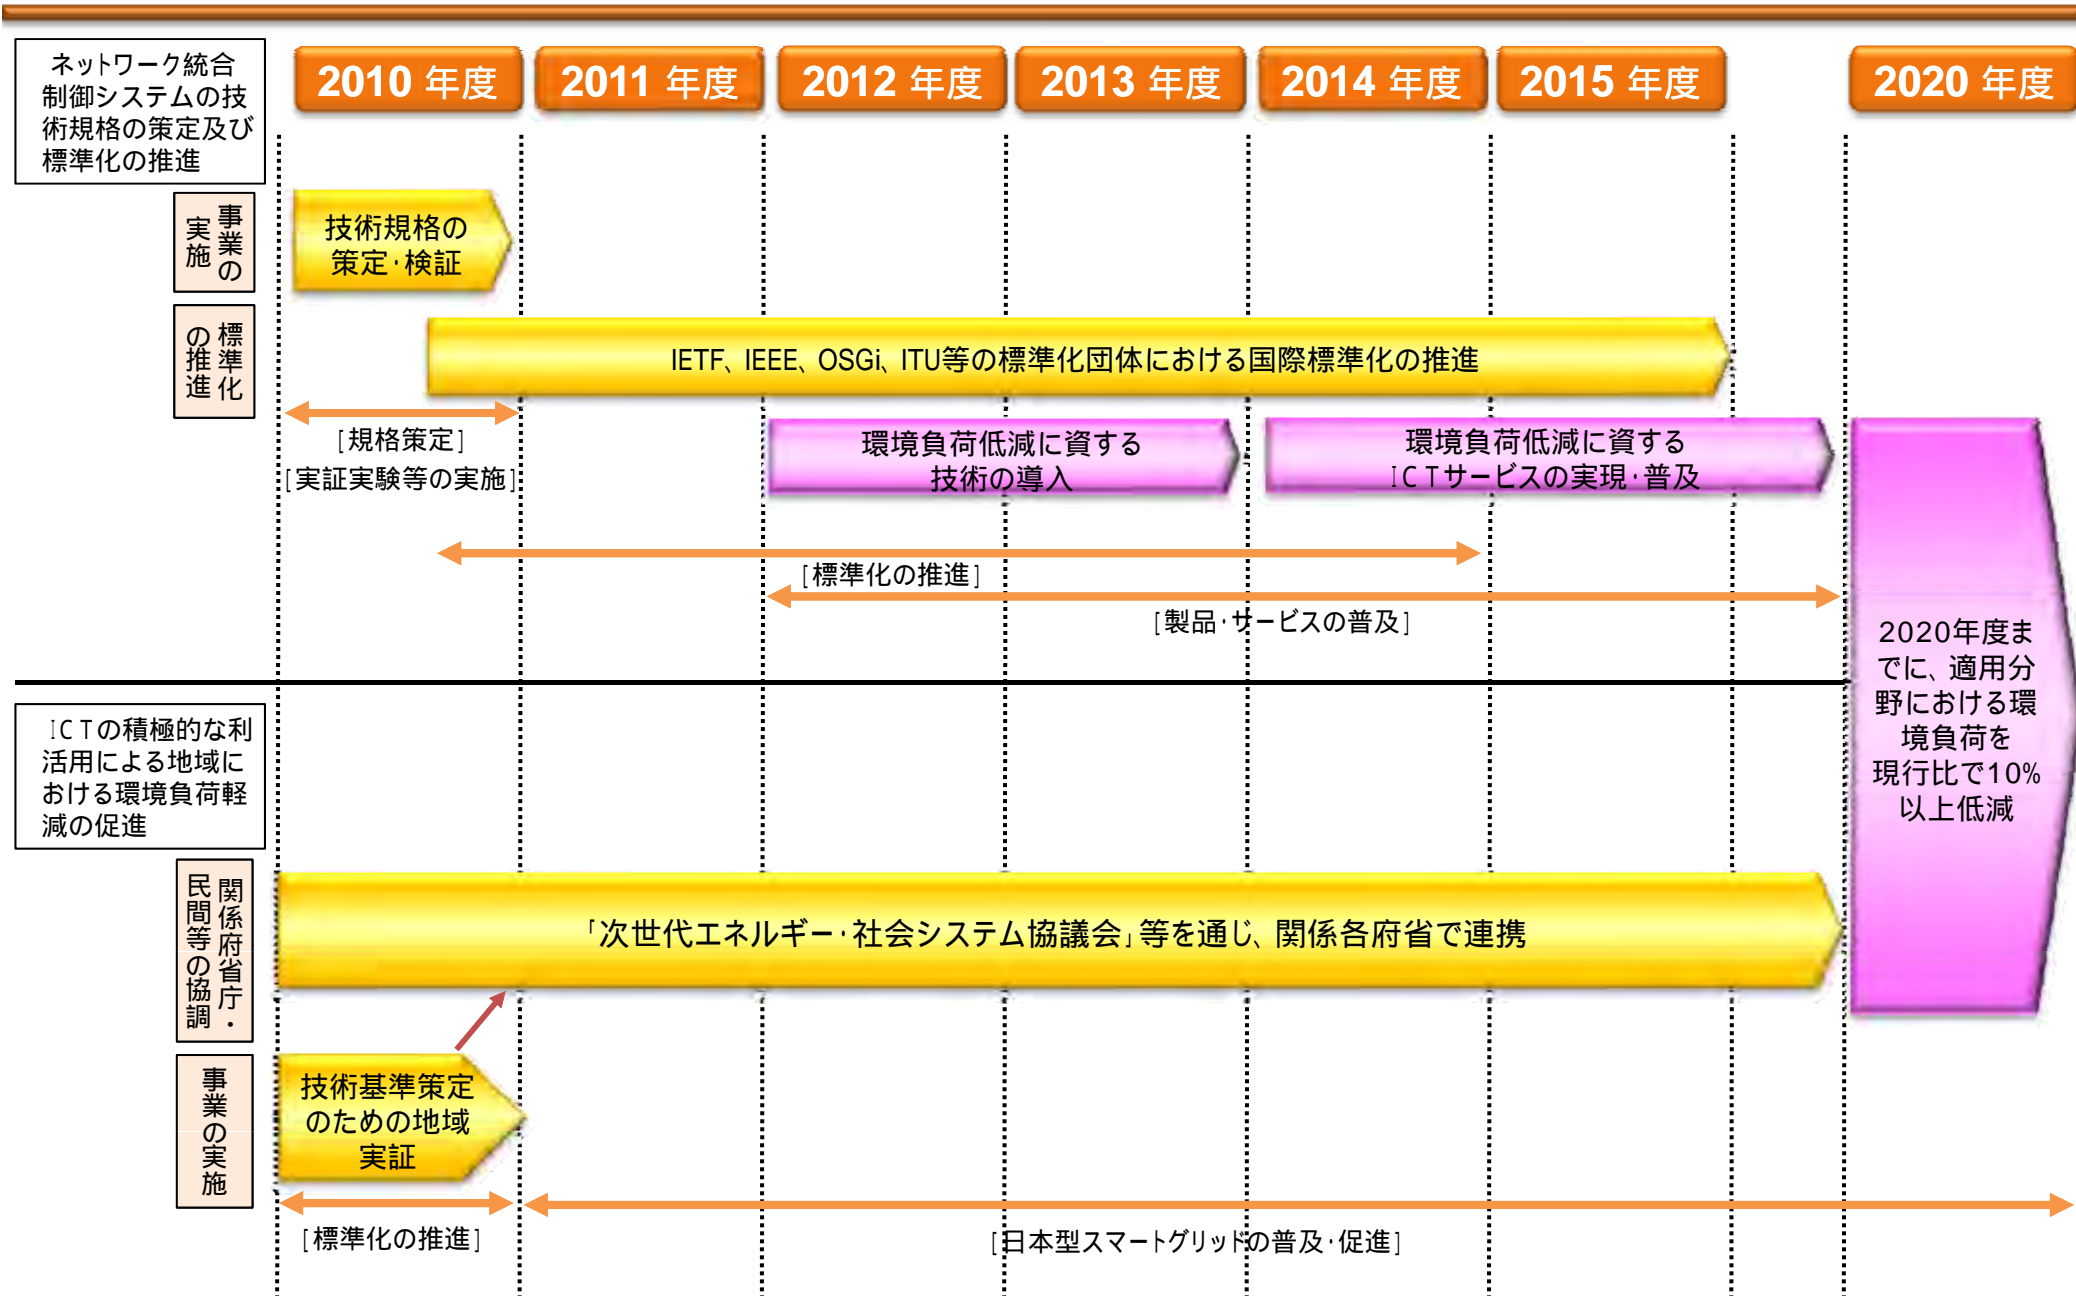 2010 年度
2011 年度
2012 年度
2013 年度
2014 年度
2015 年度
2020 年度
ネットワーク統合
制御システムの技
術規格の策定及び
標準化の推進
事業の
実施
技術規格の
策定・検証
標準化
の推進
IETF、IEEE、OSGi、ITU等の標準化団体における国際標準化の推進
[規格策定]
[実証実験等の実施]
環境負荷低減に資する
技術の導入
環境負荷低減に資する
ICTサービスの実現・普及
[標準化の推進]
[製品・サービスの普及]
2020年度ま
でに、適用分
野における環
境負荷を
現行比で10%
以上低減
ICTの積極的な利
活用による地域に
おける環境負荷軽
減の促進
関係府省庁・
民間等の協調
「次世代エネルギー・社会システム協議会」等を通じ、関係各府省で連携
事業の実施
技術基準策定
のための地域
実証
[標準化の推進]
[日本型スマートグリッドの普及・促進]